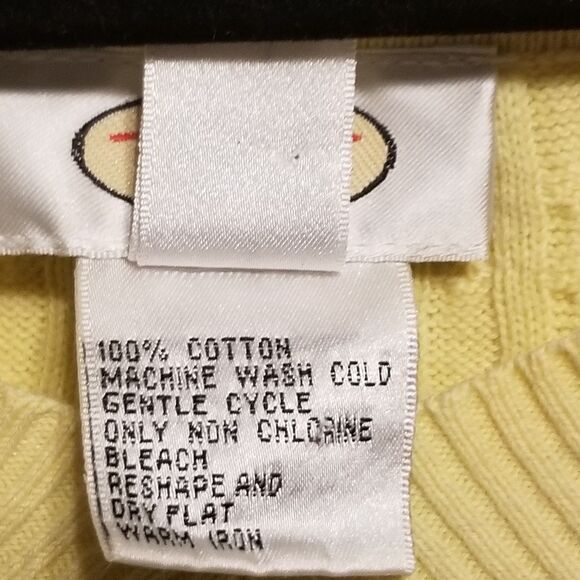 100% COTTON
MACHINE WASH COLD
GENTLE CYCLE
ONLY NON CHLORINE
BLEACH
RESHAPE AND
DRY FLAT
WARM IRON